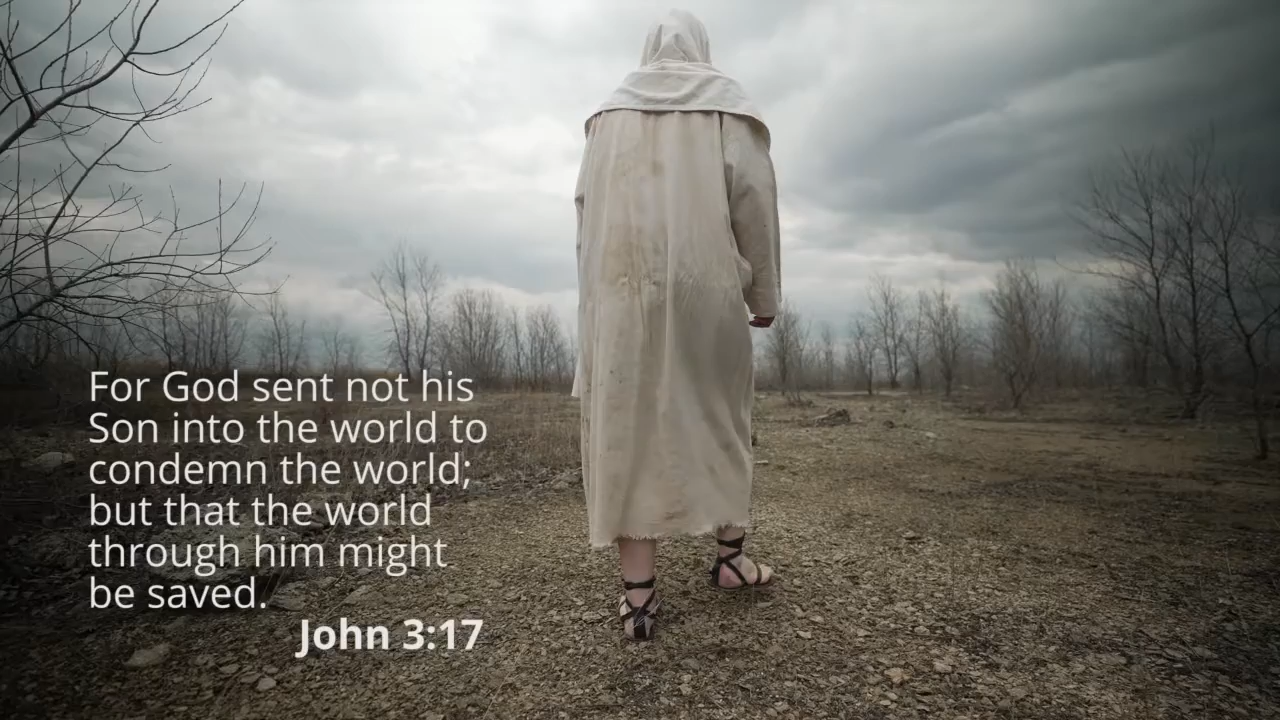 For God sent not his
Son into the world to
condemn the world;
but that the world
through him might
be saved.
John 3:17